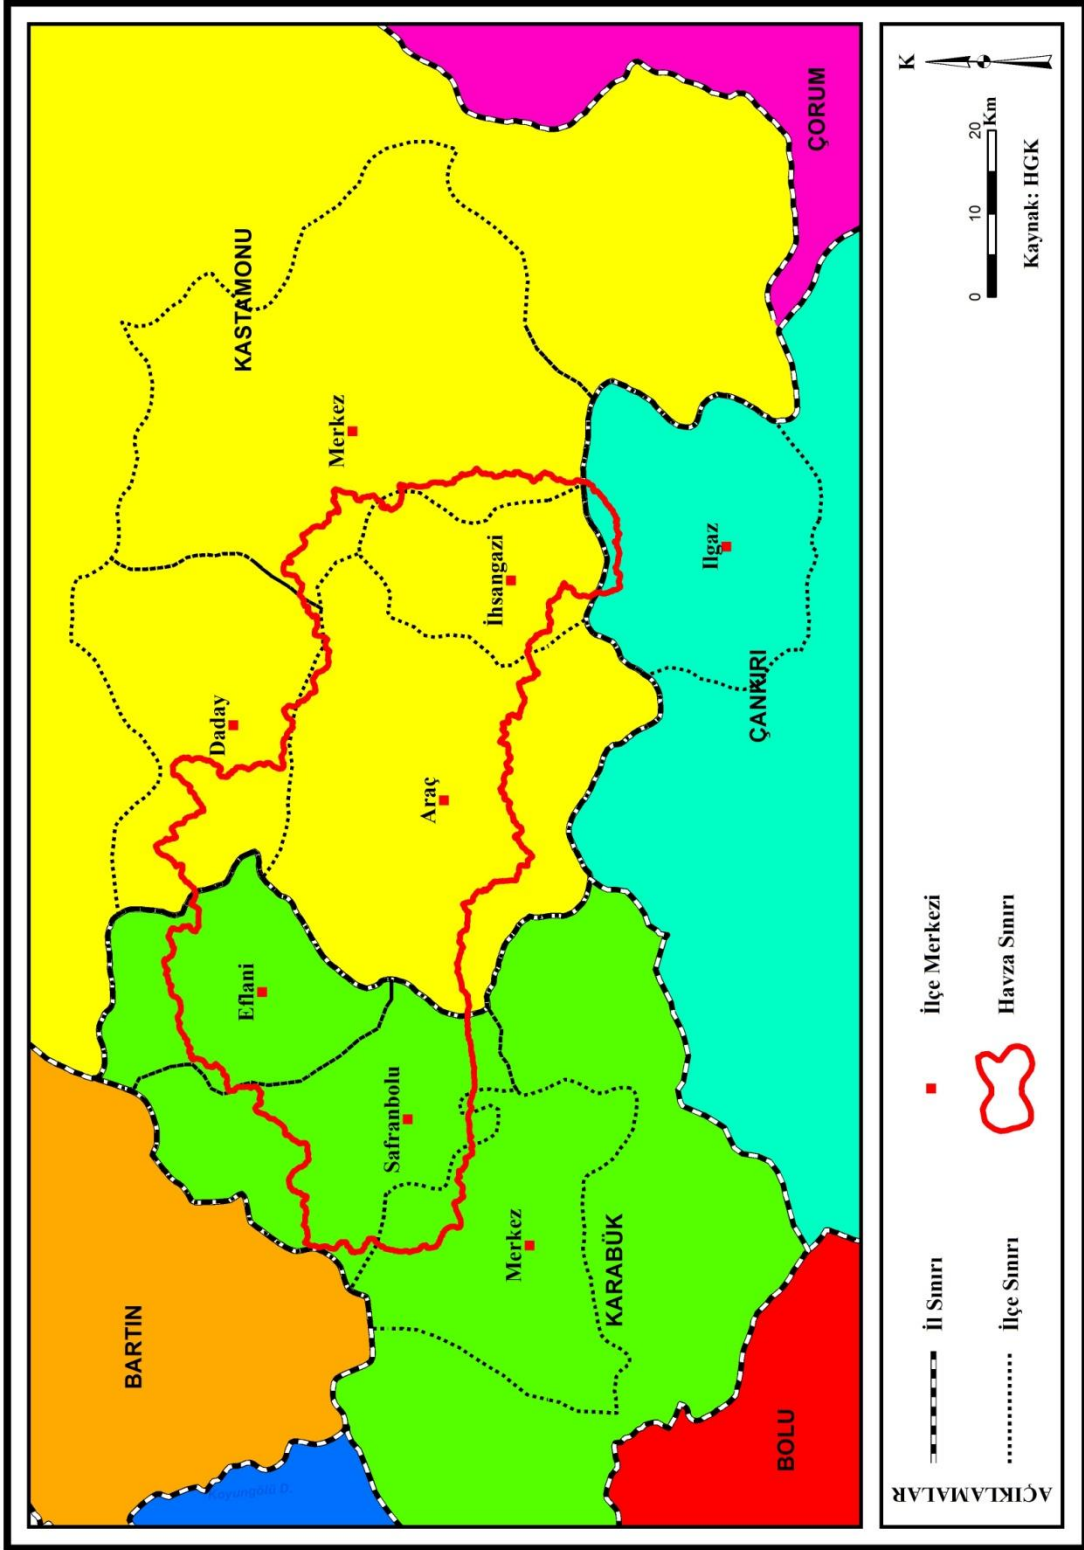 BARTIN
KASTAMONU
Daday
Merkez
Eflani
Araç
İhsangazi
Safranbolu
Merkez
KARABÜK
Ilgaz
ÇANKIRI
BOLU
ÇORUM
Kayungölü D.
AÇIKLAMALAR
İl Sınırı
İlçe Merkezi
İlçe Sınırı
Havza Sınırı
0 10 20
Km
Kaynak: HGK
K